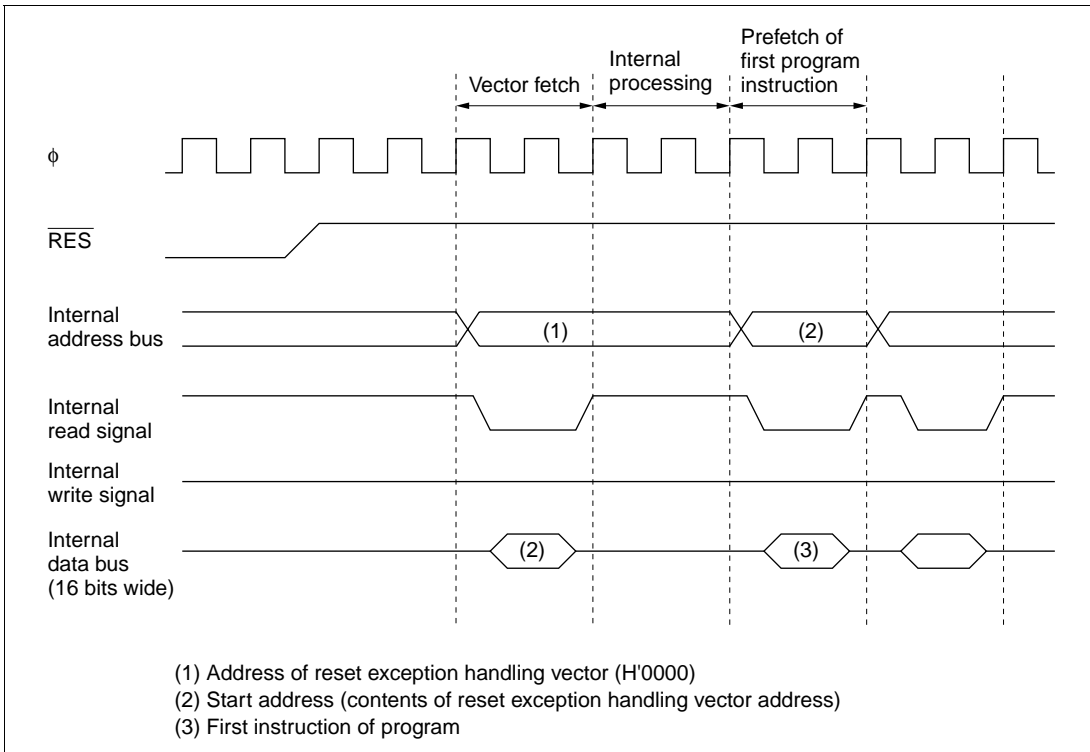 Prefetch of
first program
instruction
Internal
processing
Vector fetch
ϕ
RES
Internal
address bus
(1)
(2)
Internal
read signal
Internal
write signal
Internal
data bus
(16 bits wide)
(2)
(3)
(1) Address of reset exception handling vector (H'0000)
(2) Start address (contents of reset exception handling vector address)
(3) First instruction of program